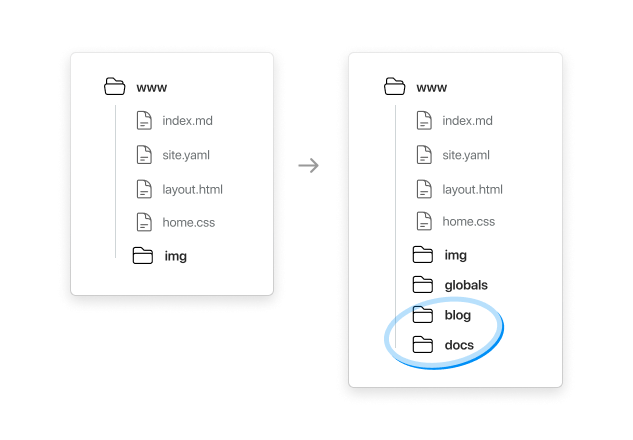 www
index.md
site.yaml
layout.html
home.css
img
www
index.md
site.yaml
layout.html
home.css
img
globals
blog
docs